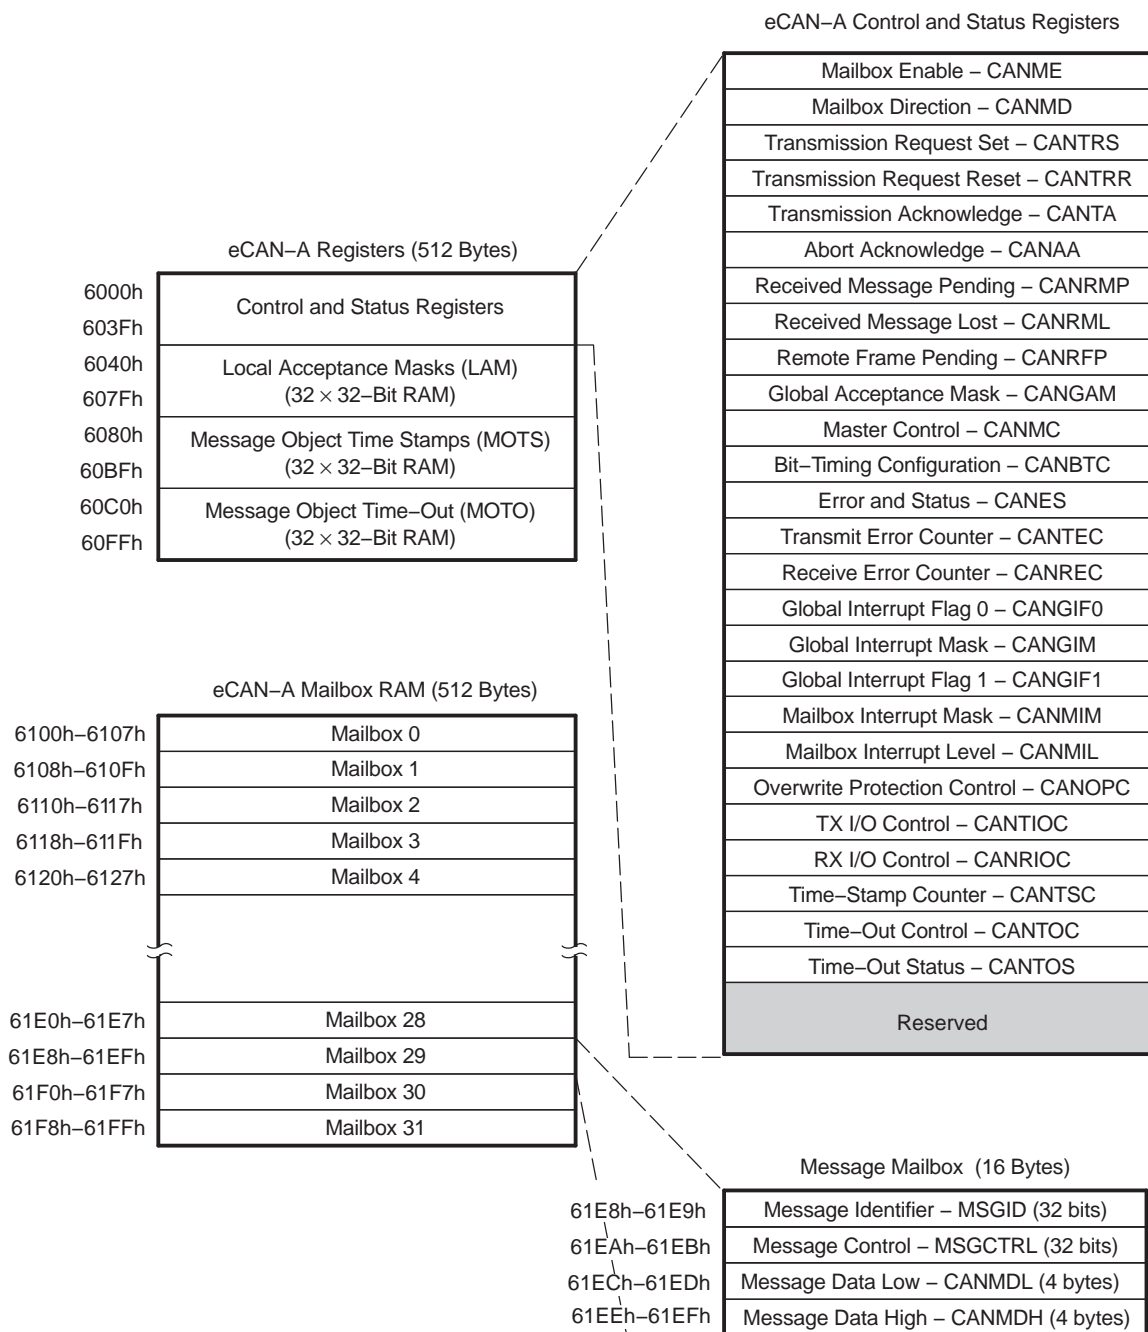 eCAN−A Control and Status Registers
Mailbox Enable − CANME
Mailbox Direction − CANMD
Transmission Request Set − CANTRS
Transmission Request Reset − CANTRR
Transmission Acknowledge − CANTA
Abort Acknowledge − CANAA
Received Message Pending − CANRMP
Received Message Lost − CANRML
Remote Frame Pending − CANRFP
Global Acceptance Mask − CANGAM
Master Control − CANMC
Bit−Timing Configuration − CANBTC
Error and Status − CANES
Transmit Error Counter − CANTEC
Receive Error Counter − CANREC
Global Interrupt Flag 0 − CANGIF0
Global Interrupt Mask − CANGIM
Global Interrupt Flag 1 − CANGIF1
Mailbox Interrupt Mask − CANMIM
Mailbox Interrupt Level − CANMIL
Overwrite Protection Control − CANOPC
TX I/O Control − CANTIOC
RX I/O Control − CANRIOC
Time−Stamp Counter − CANTSC
Time−Out Control − CANTOC
Time−Out Status − CANTOS
Reserved
eCAN−A Registers (512 Bytes)
6000h
Control and Status Registers
603Fh
6040h
Local Acceptance Masks (LAM)
(32 × 32−Bit RAM)
607Fh
6080h
Message Object Time Stamps (MOTS)
(32 × 32−Bit RAM)
60BFh
60C0h
Message Object Time−Out (MOTO)
(32 × 32−Bit RAM)
60FFh
eCAN−A Mailbox RAM (512 Bytes)
6100h−6107h Mailbox 0
6108h−610Fh Mailbox 1
6110h−6117h Mailbox 2
6118h−611Fh Mailbox 3
6120h−6127h Mailbox 4
61E0h−61E7h Mailbox 28
61E8h−61EFh Mailbox 29
61F0h−61F7h Mailbox 30
61F8h−61FFh Mailbox 31
Message Mailbox (16 Bytes)
61E8h−61E9h Message Identifier − MSGID (32 bits)
61EAh−61EBh Message Control − MSGCTRL (32 bits)
61ECh−61EDh Message Data Low − CANMDL (4 bytes)
61EEh−61EFh Message Data High − CANMDH (4 bytes)